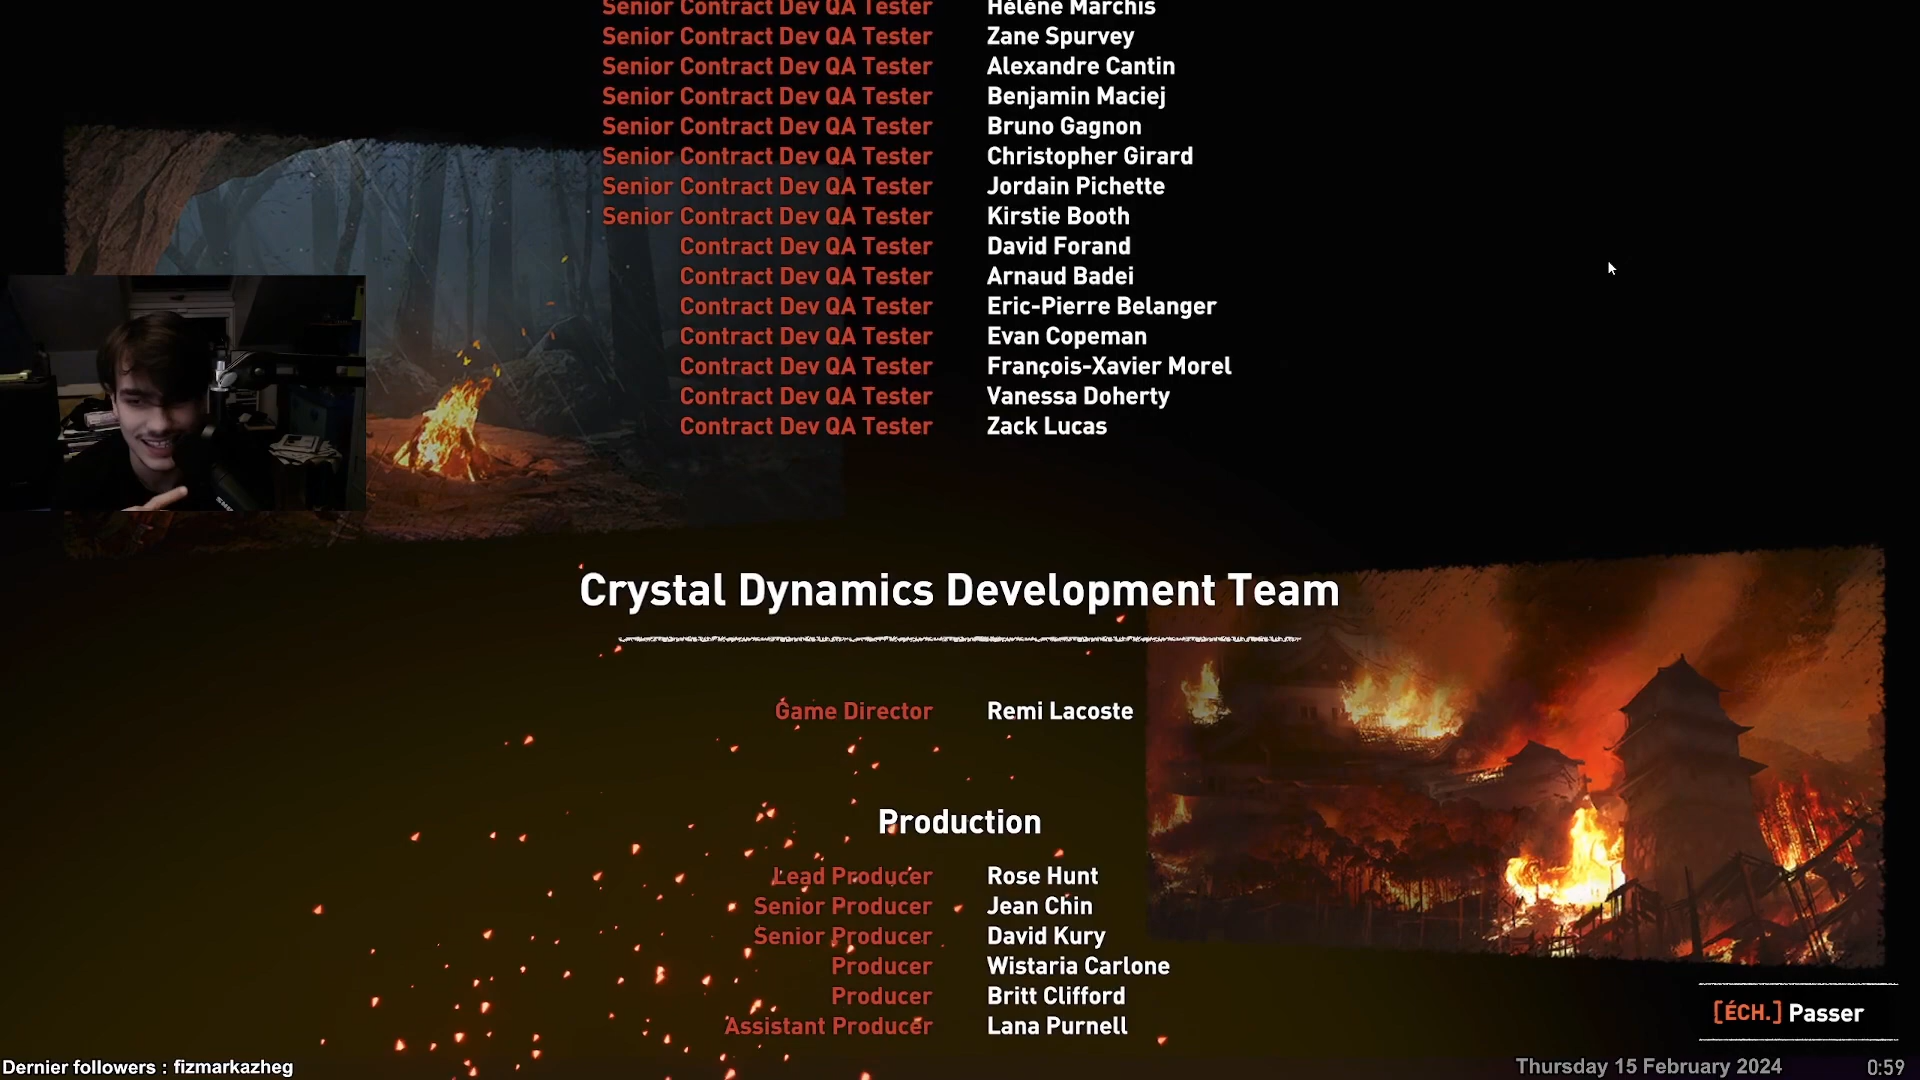 Senior Contract Dev QA Tester Hélène Marchis
Senior Contract Dev QA Tester Zane Spurvey
Senior Contract Dev QA Tester Alexandre Cantin
Senior Contract Dev QA Tester Benjamin Maciej
Senior Contract Dev QA Tester Bruno Gagnon
Senior Contract Dev QA Tester Christopher Girard
Senior Contract Dev QA Tester Jordain Pichette
Senior Contract Dev QA Tester Kirstie Booth
Contract Dev QA Tester David Forand
Contract Dev QA Tester Arnaud Badei
Contract Dev QA Tester Eric-Pierre Belanger
Contract Dev QA Tester Evan Copeman
Contract Dev QA Tester François-Xavier Morel
Contract Dev QA Tester Vanessa Doherty
Contract Dev QA Tester Zack Lucas
Crystal Dynamics Development Team
Game Director Remi Lacoste
Production
Lead Producer Rose Hunt
Senior Producer Jean Chin
Senior Producer David Kury
Producer Wistaria Carlone
Producer Britt Clifford
Assistant Producer Lana Purnell
[ÉCH.] Passer
Dernier followers : fizmarkazheg
Thursday 15 February 2024 0:59